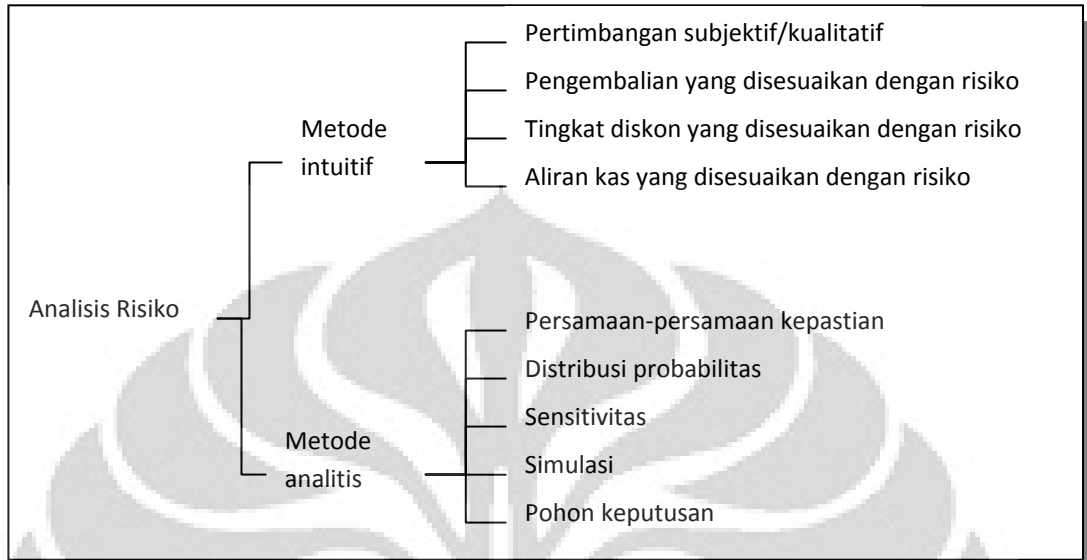 Analisis Risiko
Metode
intuitif
Pertimbangan subjektif/kualitatif
Pengembalian yang disesuaikan dengan risiko
Tingkat diskon yang disesuaikan dengan risiko
Aliran kas yang disesuaikan dengan risiko
Metode
analitis
Persamaan-persamaan kepastian
Distribusi probabilitas
Sensitivitas
Simulasi
Pohon keputusan